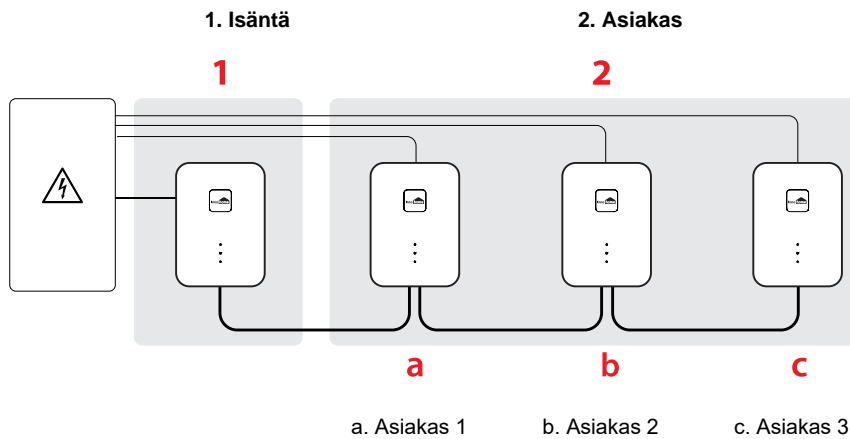 1. Isäntä 2. Asiakas
1 2
a b c
a. Asiakas 1 b. Asiakas 2 c. Asiakas 3